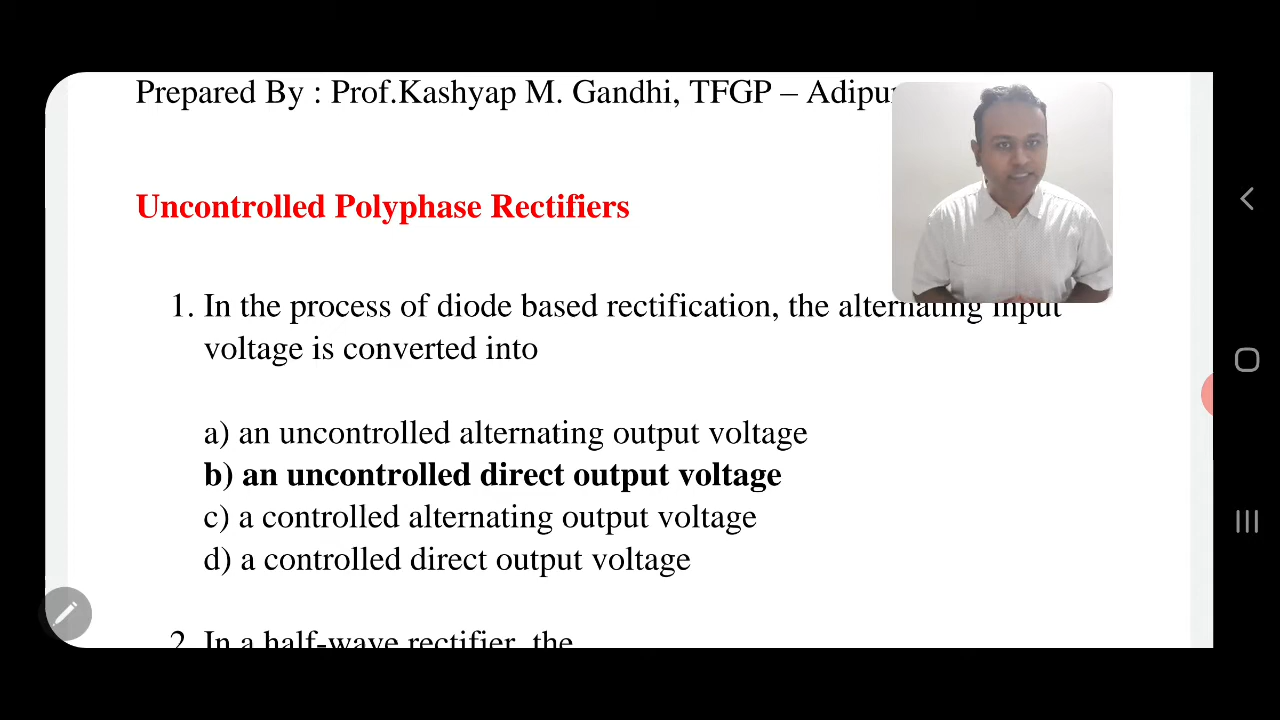 Prepared By : Prof.Kashyap M. Gandhi, TFGP – Adipur
Uncontrolled Polyphase Rectifiers
1. In the process of diode based rectification, the alternating input
voltage is converted into
a) an uncontrolled alternating output voltage
b) an uncontrolled direct output voltage
c) a controlled alternating output voltage
d) a controlled direct output voltage
2. In a half-wave rectifier, the